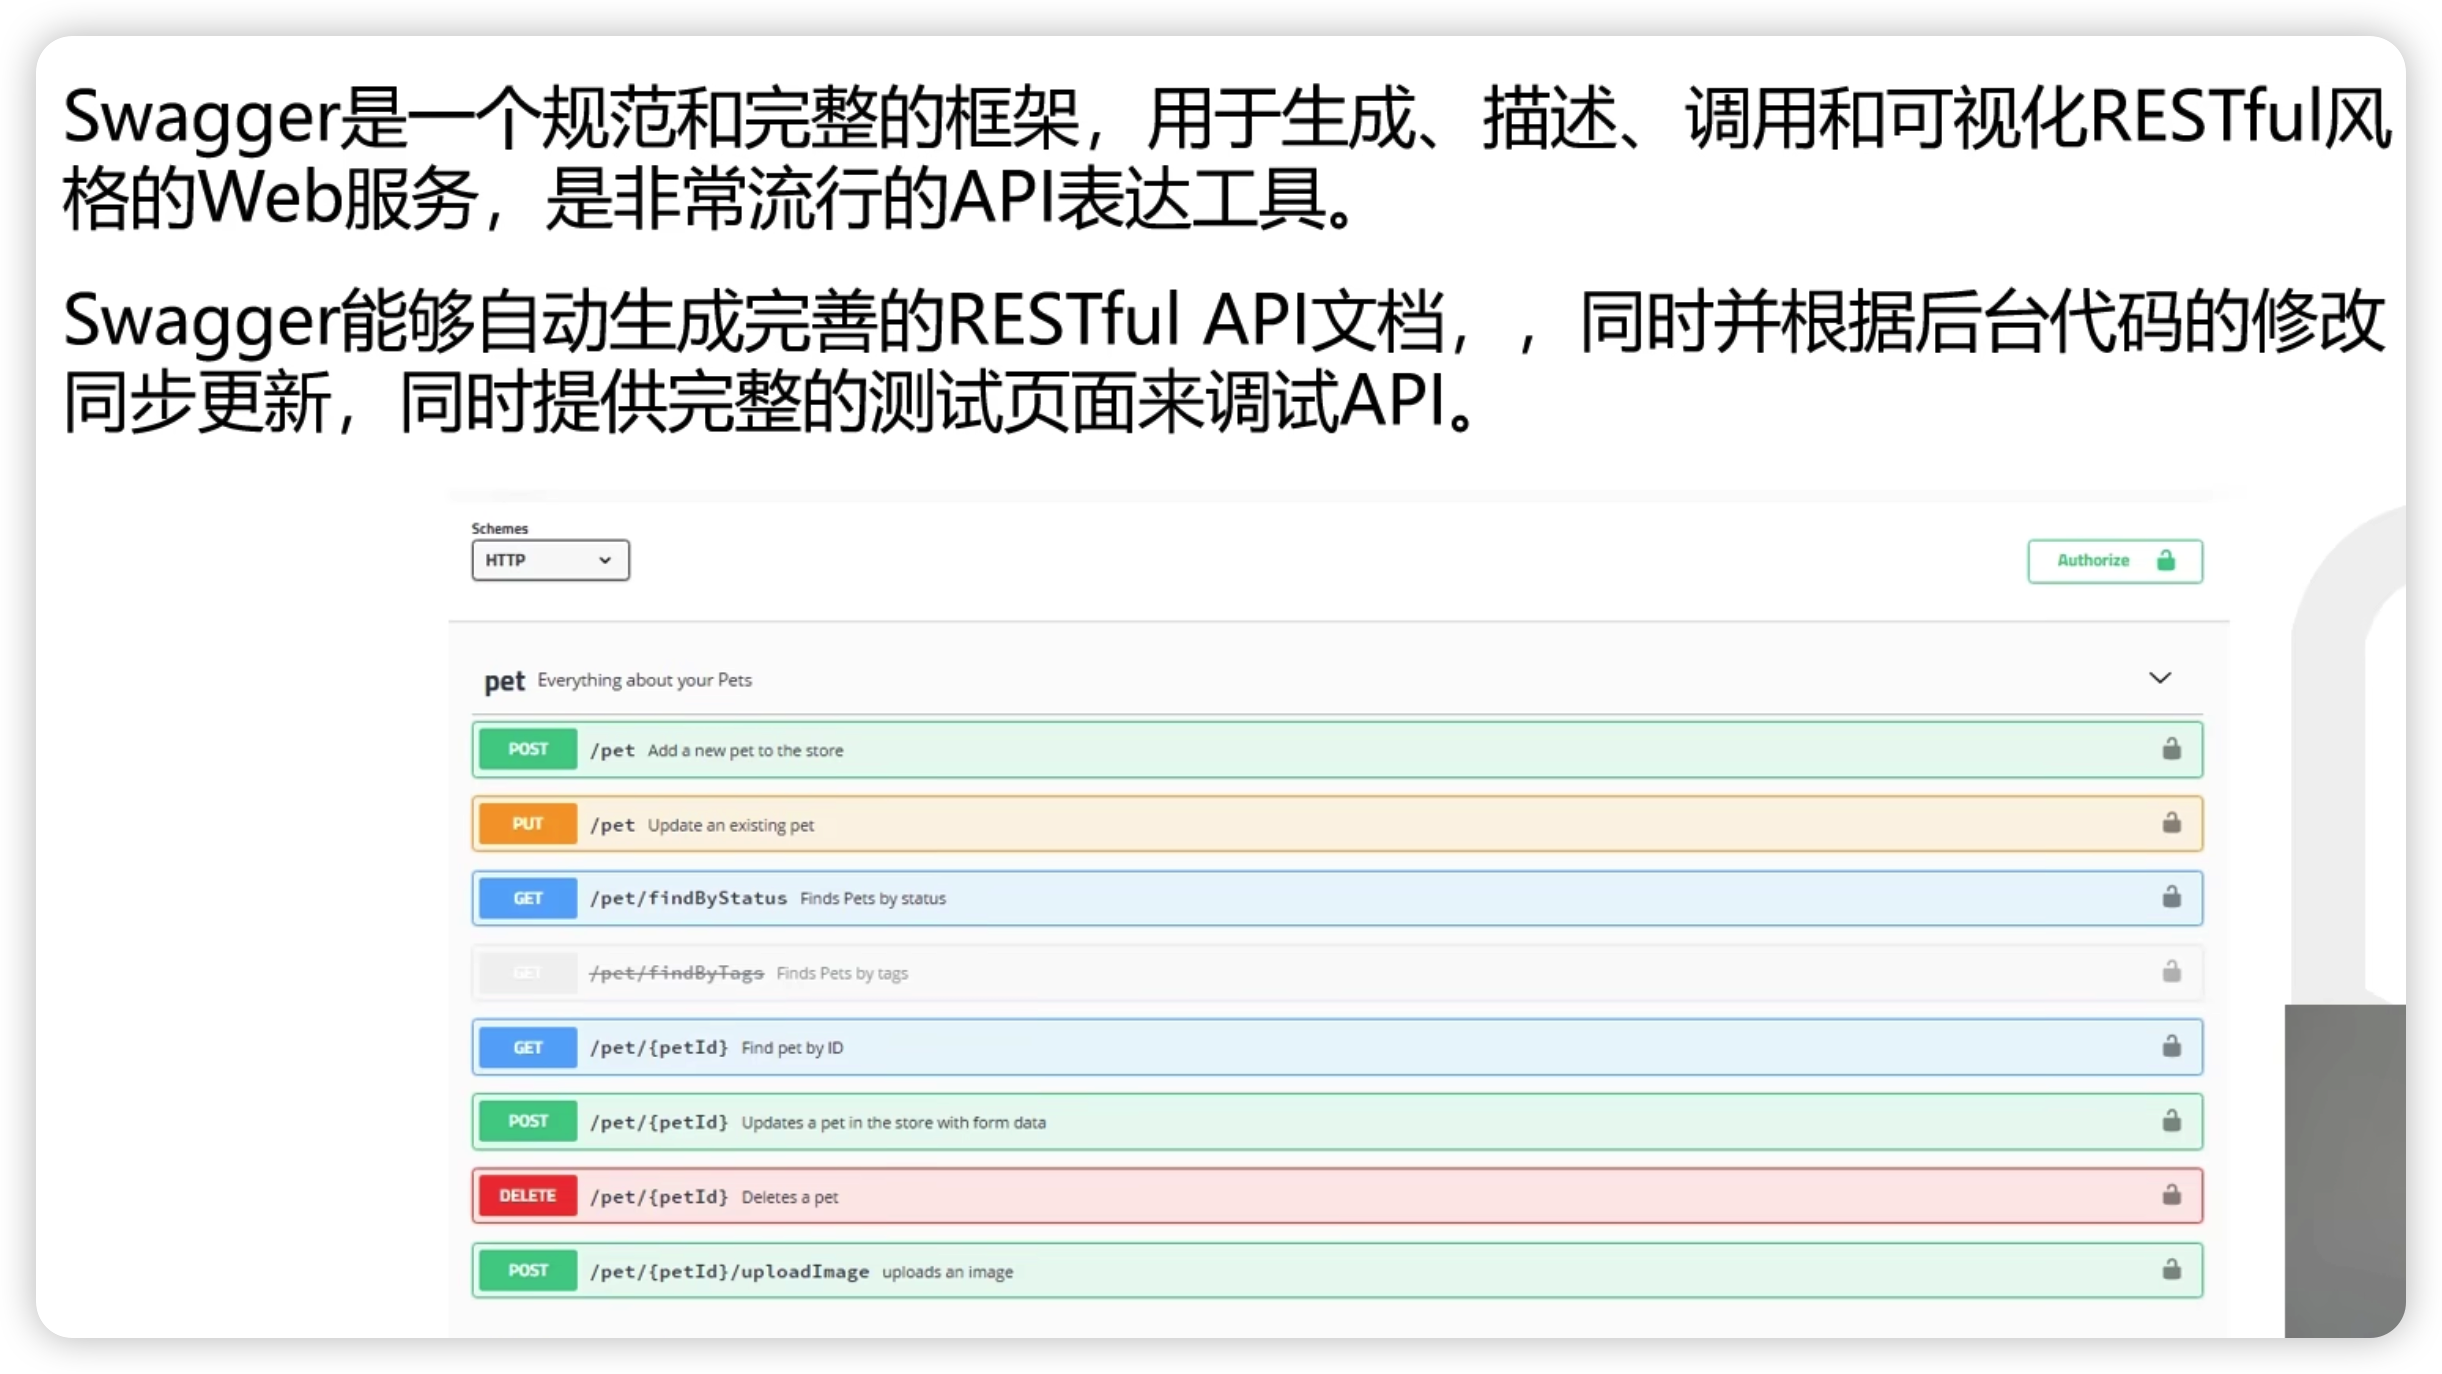 Swagger是一个规范和完整的框架，用于生成、描述、调用和可视化RESTful风
格的Web服务，是非常流行的API表达工具。
Swagger能够自动生成完善的RESTful API文档，，同时并根据后台代码的修改
同步更新，同时提供完整的测试页面来调试API。
Schemes
HTTP
Authorize
pet Everything about your Pets
POST /pet Add a new pet to the store
PUT /pet Update an existing pet
GET /pet/findByStatus Finds Pets by status
GET /pet/findByTags Finds Pets by tags
GET /pet/{petId} Find pet by ID
POST /pet/{petId} Updates a pet in the store with form data
DELETE /pet/{petId} Deletes a pet
POST /pet/{petId}/uploadImage uploads an image